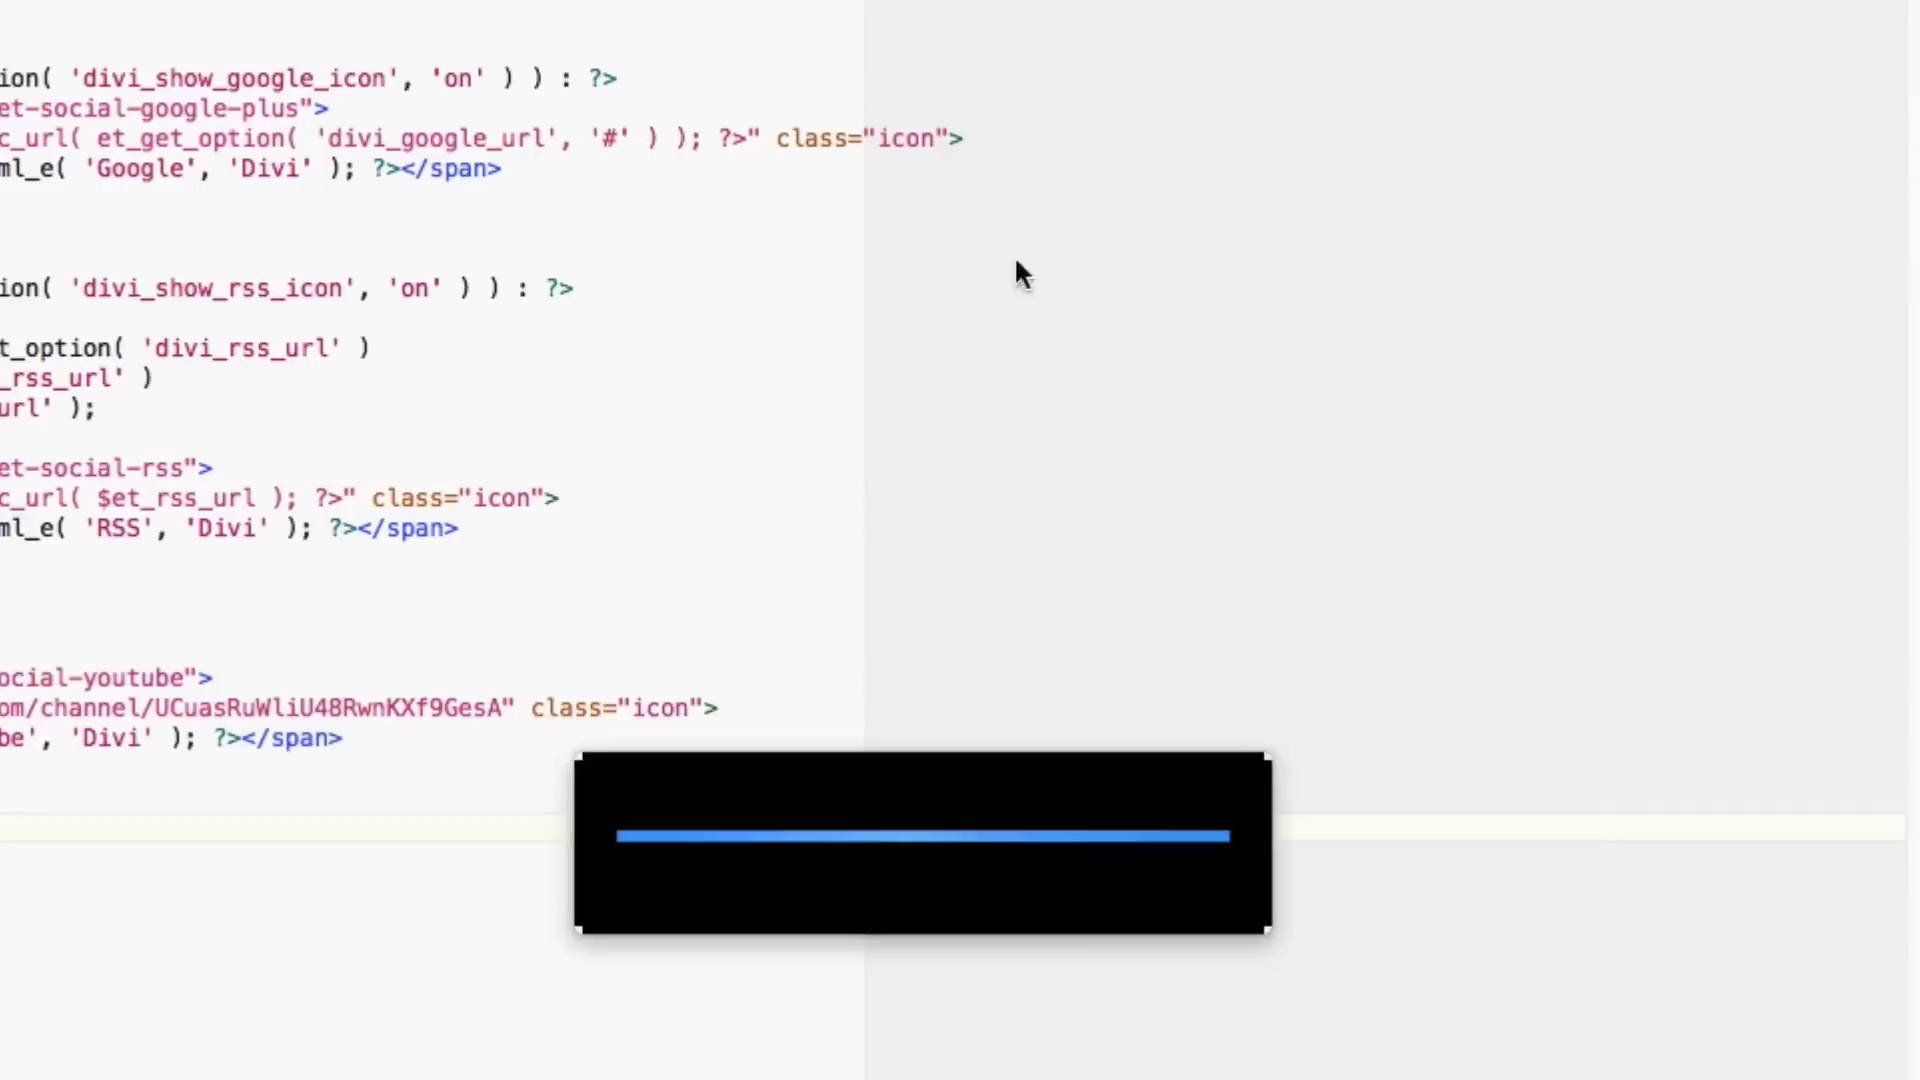 ion( 'divi_show_google_icon', 'on' ) ) : ?>
et-social-google-plus">
c_url( et_get_option( 'divi_google_url', '#' ) ); ?>" class="icon">
ml_e( 'Google', 'Divi' ); ?></span>
ion( 'divi_show_rss_icon', 'on' ) ) : ?>
t_option( 'divi_rss_url' )
_rss_url' )
url' );
et-social-rss">
c_url( $et_rss_url ); ?>" class="icon">
ml_e( 'RSS', 'Divi' ); ?></span>
ocial-youtube">
om/channel/UCuasRuWliU48RwnKXf9GesA" class="icon">
be', 'Divi' ); ?></span>